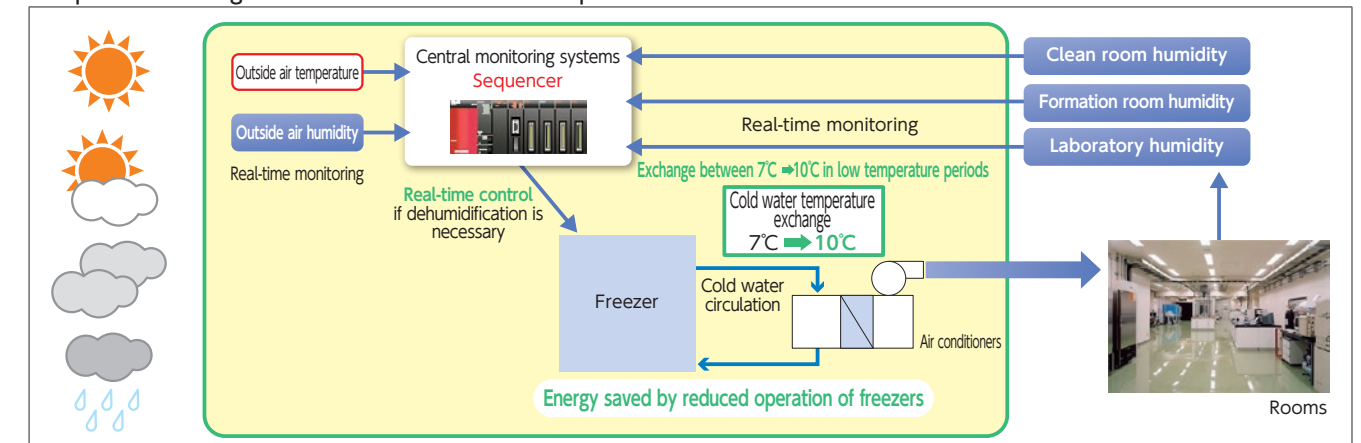 Outside air temperature
Outside air humidity
Real-time monitoring
Central monitoring systems
Sequencer
Clean room humidity
Formation room humidity
Laboratory humidity
Real-time monitoring
Exchange between 7℃ ➡10℃ in low temperature periods
Real-time control
if dehumidification is
necessary
Cold water temperature
exchange
7℃ ➡ 10℃
Freezer
Cold water
circulation
Air conditioners
Energy saved by reduced operation of freezers
Rooms